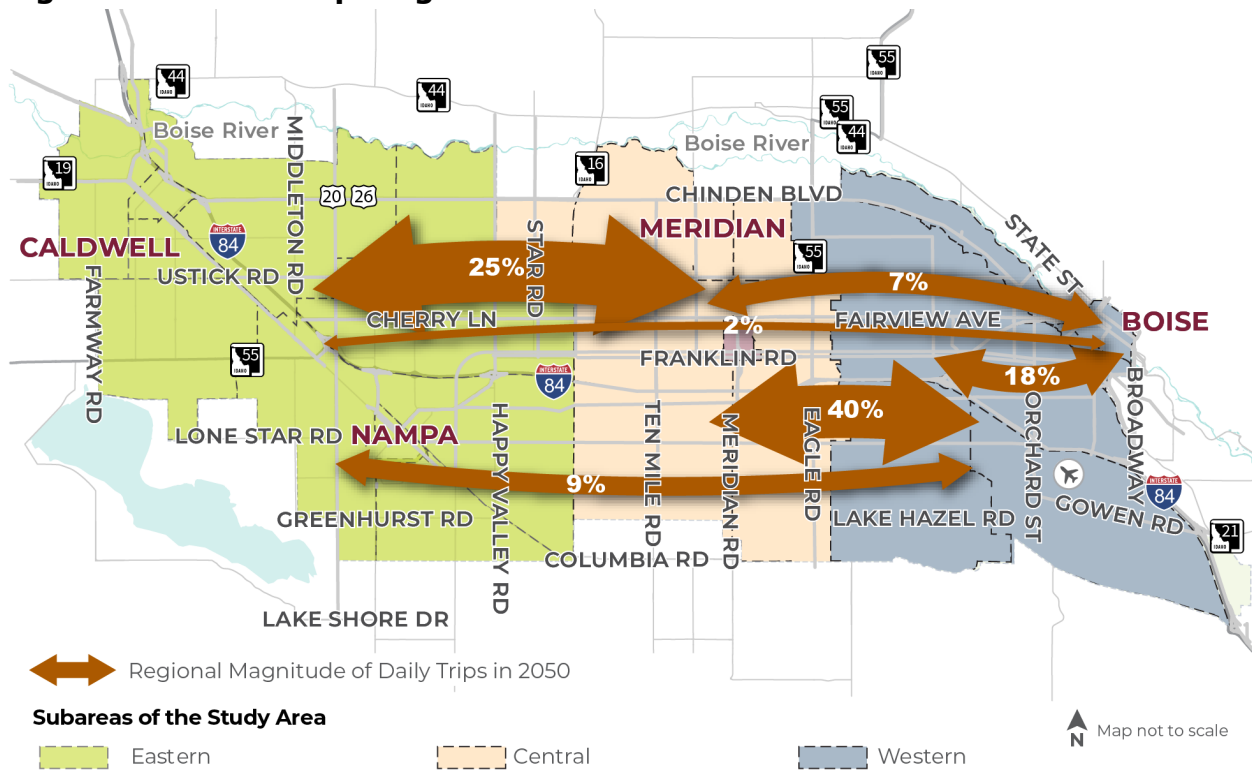 44
44
55
55
44
Boise River
Boise River
19
16
MIDDLETON RD
20
26
CHINDEN BLVD
STATE ST
MERIDIAN
STAR RD
INTERSTATE
84
CALDWELL
55
25%
USTICK RD
FARMWAY RD
7%
CHERRY LN
2%
FAIRVIEW AVE
BOISE
FRANKLIN RD
55
INTERSTATE
84
18%
BROADWAY
40%
ORCHARD ST
LONE STAR RD
NAMPA
HAPPY VALLEY RD
TEN MILE RD
MERIDIAN RD
EAGLE RD
9%
INTERSTATE
84
GOWEN RD
GREENHURST RD
LAKE HAZEL RD
21
COLUMBIA RD
LAKE SHORE DR
Regional Magnitude of Daily Trips in 2050
Subareas of the Study Area
N
Map not to scale
Eastern
Central
Western